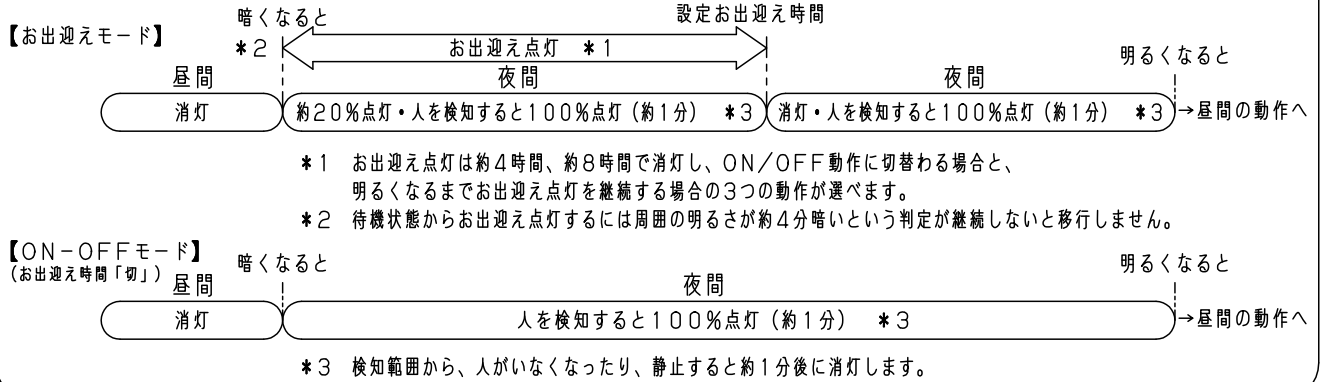 暗くなると
設定お出迎え時間
【お出迎えモード】
*2
お出迎え点灯 *1
明るくなると
昼間
夜間
夜間
消灯
約20%点灯・人を検知すると100%点灯(約1分) *3
消灯・人を検知すると100%点灯(約1分) *3
→昼間の動作へ
*1 お出迎え点灯は約4時間、約8時間で消灯し、ON/OFF動作に切替わる場合と、
明るくなるまでお出迎え点灯を継続する場合の3つの動作が選べます。
*2 待機状態からお出迎え点灯するには周囲の明るさが約4分暗いという判定が継続しないと移行しません。
【ON-OFFモード】
(お出迎え時間「切」)
暗くなると
明るくなると
昼間
夜間
消灯
人を検知すると100%点灯(約1分) *3
→昼間の動作へ
*3 検知範囲から、人がいなくなったり、静止すると約1分後に消灯します。